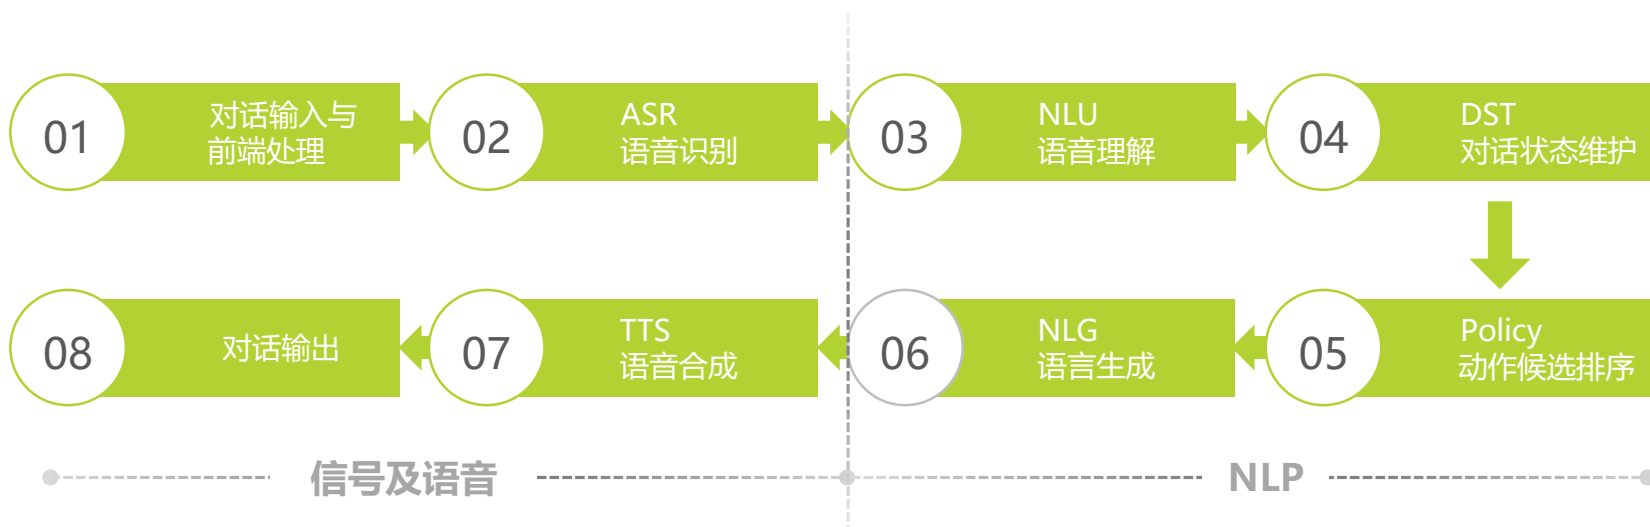 01
对话输入与
前端处理
02
ASR
语音识别
03
NLU
语音理解
04
DST
对话状态维护
08
对话输出
07
TTS
语音合成
06
NLG
语言生成
05
Policy
动作候选排序
信号及语音
NLP